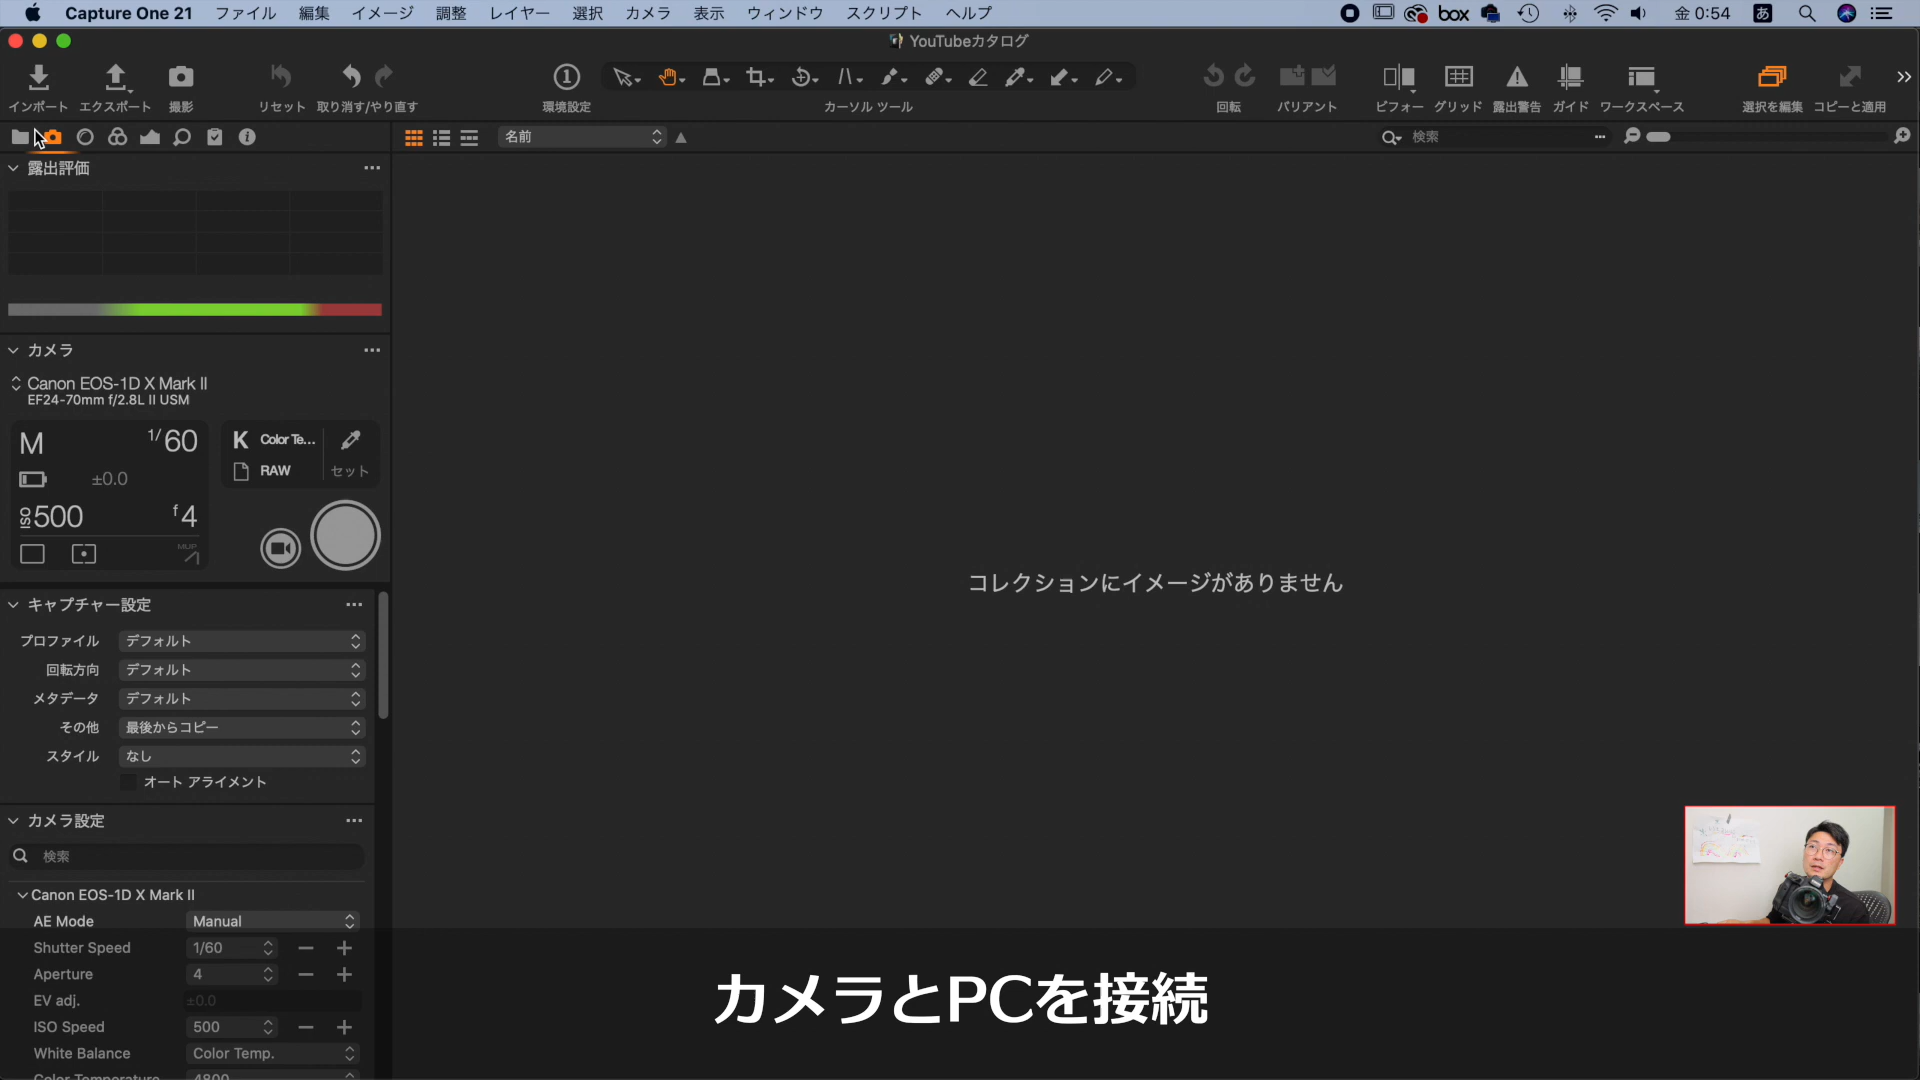 Capture One 21 ファイル 編集 イメージ 調整 レイヤー 選択 カメラ 表示 ウィンドウ スクリプト ヘルプ box 金 0:54 あ
YouTubeカタログ
インポート エクスポート 撮影 リセット 取り消す/やり直す 環境設定 カーソル ツール 回転 バリアント ビフォー グリッド 露出警告 ガイド ワークスペース 選択を編集 コピーと適用
名前 検索
露出評価
カメラ
Canon EOS-1D X Mark II
EF24-70mm f/2.8L II USM
M 1/60 K Color Te...
±0.0 RAW セット
ISO 500 f 4
MUP
コレクションにイメージがありません
キャプチャー設定
プロファイル デフォルト
回転方向 デフォルト
メタデータ デフォルト
その他 最後からコピー
スタイル なし
オート アライメント
カメラ設定
検索
Canon EOS-1D X Mark II
AE Mode Manual
Shutter Speed 1/60
Aperture 4
EV adj. ±0.0
ISO Speed 500
White Balance Color Temp.
Color Temperature 4800
カメラとPCを接続